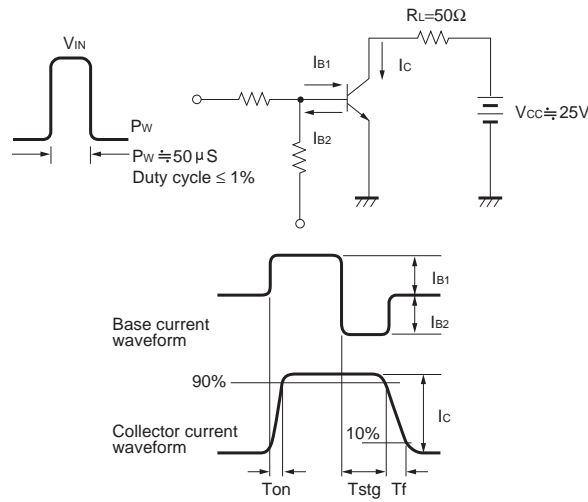 VIN
PW
PW≒50μS
Duty cycle ≤ 1%
RL=50Ω
IB1
IC
IB2
VCC≒25V
Base current
waveform
IB1
IB2
90%
Collector current
waveform
10%
IC
Ton
Tstg
Tf